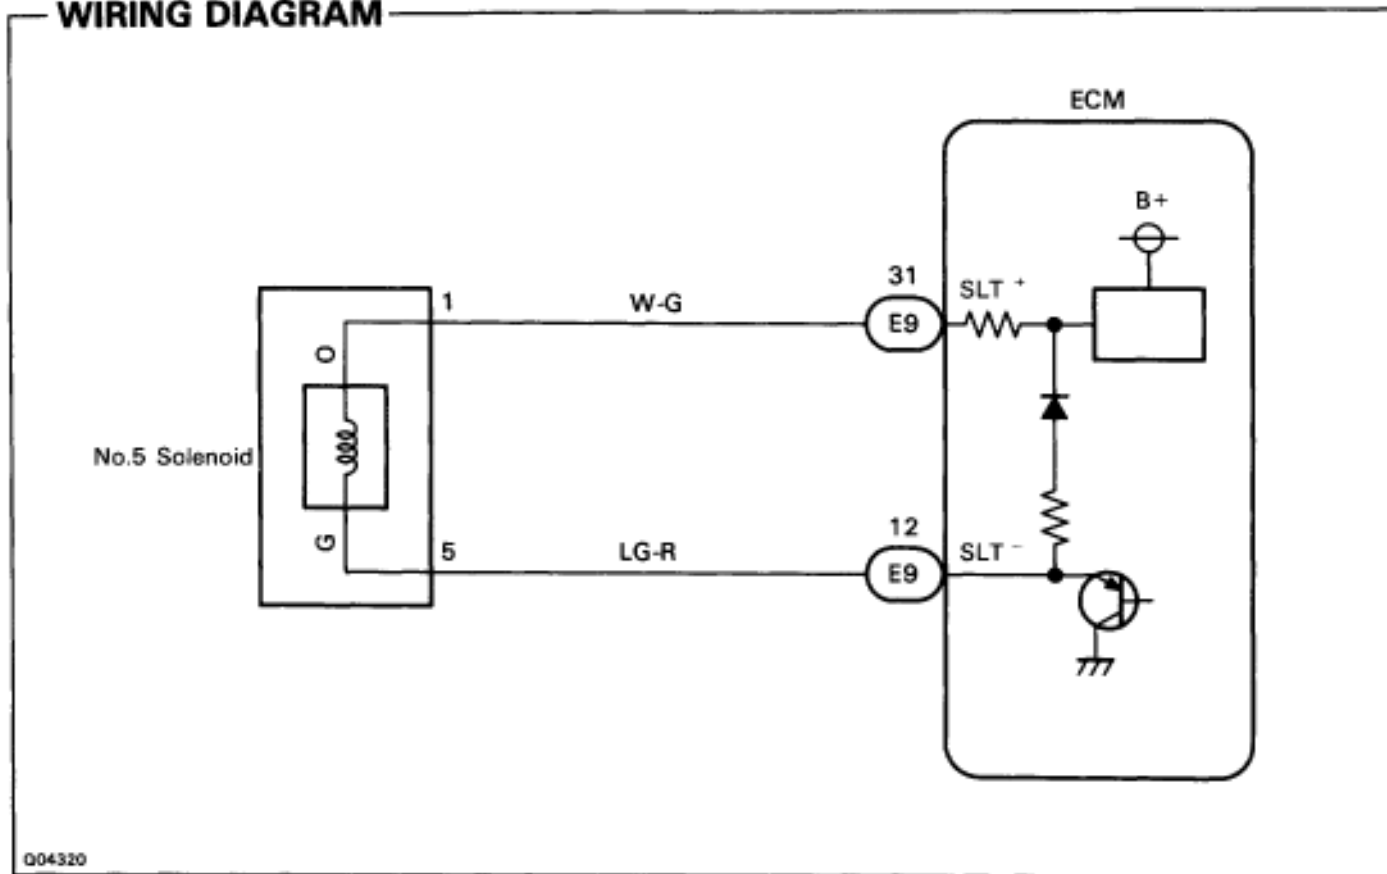 WIRING DIAGRAM
ECM
B+
31
SLT +
1
W-G
E9
O
No.5 Solenoid
G
12
SLT -
5
LG-R
E9
Q04320